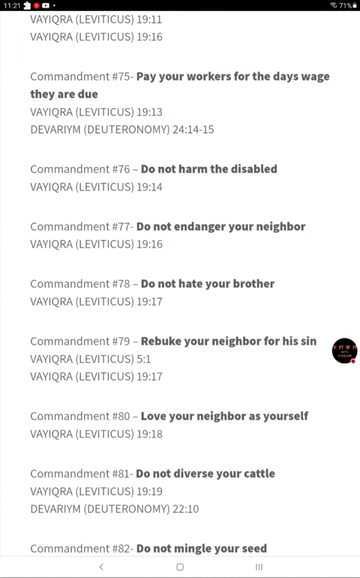 11:21
71%
VAYIQRA (LEVITICUS) 19:11
VAYIQRA (LEVITICUS) 19:16
Commandment #75- Pay your workers for the days wage
they are due
VAYIQRA (LEVITICUS) 19:13
DEVARIYM (DEUTERONOMY) 24:14-15
Commandment #76 – Do not harm the disabled
VAYIQRA (LEVITICUS) 19:14
Commandment #77- Do not endanger your neighbor
VAYIQRA (LEVITICUS) 19:16
Commandment #78 – Do not hate your brother
VAYIQRA (LEVITICUS) 19:17
Commandment #79 – Rebuke your neighbor for his sin
VAYIQRA (LEVITICUS) 5:1
VAYIQRA (LEVITICUS) 19:17
Commandment #80 – Love your neighbor as yourself
VAYIQRA (LEVITICUS) 19:18
Commandment #81- Do not diverse your cattle
VAYIQRA (LEVITICUS) 19:19
DEVARIYM (DEUTERONOMY) 22:10
Commandment #82- Do not mingle your seed